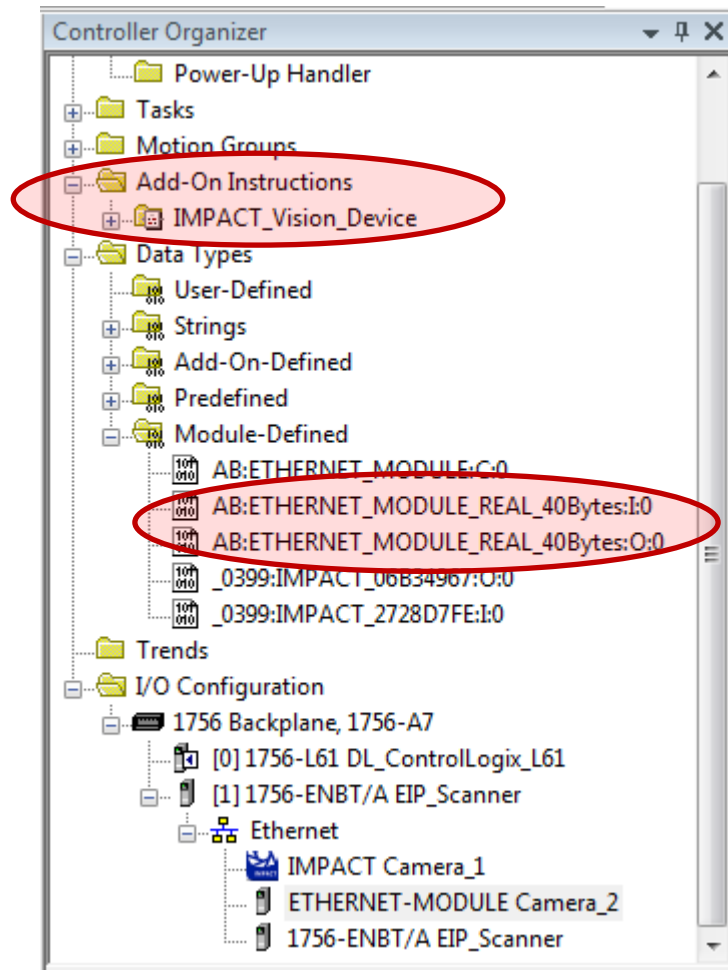 Controller Organizer
Power-Up Handler
Tasks
Motion Groups
Add-On Instructions
IMPACT_Vision_Device
Data Types
User-Defined
Strings
Add-On-Defined
Predefined
Module-Defined
AB:ETHERNET_MODULE:C:0
AB:ETHERNET_MODULE_REAL_40Bytes:I:0
AB:ETHERNET_MODULE_REAL_40Bytes:O:0
_0399:IMPACT_06B34967:O:0
_0399:IMPACT_2728D7FE:I:0
Trends
I/O Configuration
1756 Backplane, 1756-A7
[0] 1756-L61 DL_ControlLogix_L61
[1] 1756-ENBT/A EIP_Scanner
Ethernet
IMPACT Camera_1
ETHERNET-MODULE Camera_2
1756-ENBT/A EIP_Scanner